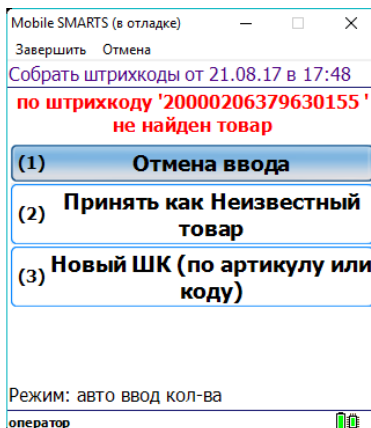 Mobile SMARTS (в отладке)
Завершить Отмена
Собрать штрихкоды от 21.08.17 в 17:48
по штрихкоду '20000206379630155 '
не найден товар
(1) Отмена ввода
(2) Принять как Неизвестный
товар
(3) Новый ШК (по артикулу или
коду)
Режим: авто ввод кол-ва
оператор